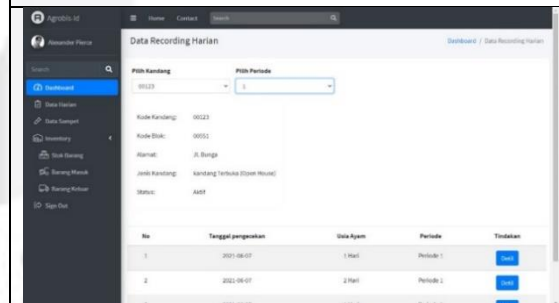 Agrobis.id
Home Contact Search
Alexander Pierce
Data Recording Harian
Dashboard / Data Recording Harian
Search
Dashboard
Data Harian
Data Sampel
Inventory
Stok Barang
Barang Masuk
Barang Keluar
Sign Out
Pilih Kandang Pilih Periode
00123 1
Kode Kandang: 00123
Kode Blok: 00551
Alamat: Jl. Bunga
Jenis Kandang: Kandang Terbuka (Open House)
Status: Aktif
No Tanggal pengecekan Usia Ayam Periode Tindakan
1 2021-06-07 1 Hari Periode 1 Detil
2 2021-06-07 2 Hari Periode 1 Detil